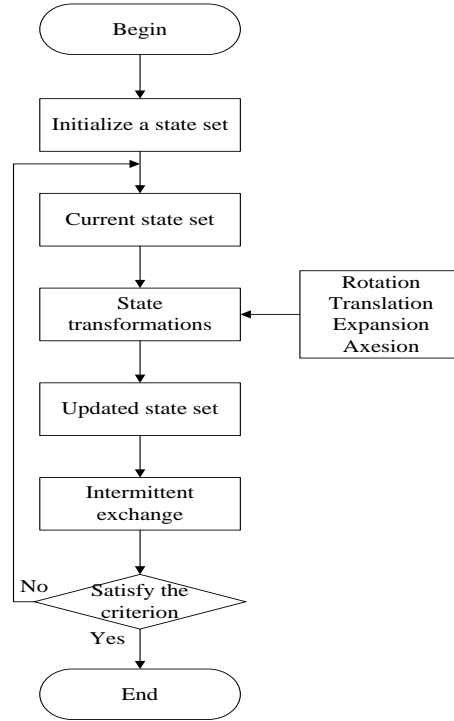 Begin
Initialize a state set
Current state set
State
transformations
Rotation
Translation
Expansion
Axesion
Updated state set
Intermittent
exchange
No
Satisfy the
criterion
Yes
End